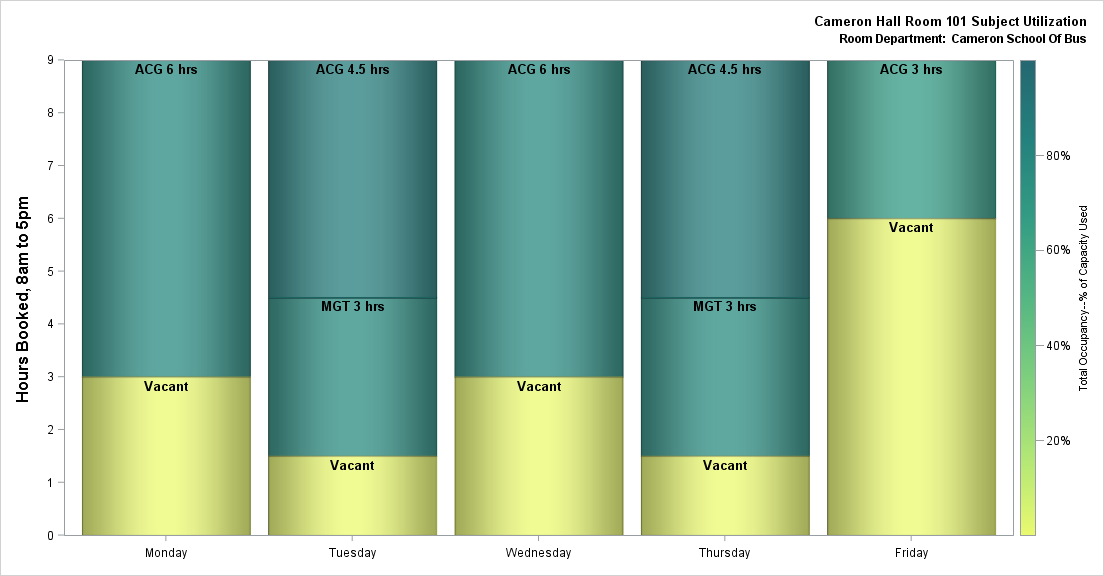 Cameron Hall Room 101 Subject Utilization
Room Department: Cameron School Of Bus
Hours Booked, 8am to 5pm
9
8
7
6
5
4
3
2
1
0
ACG 6 hrs
Vacant
ACG 4.5 hrs
MGT 3 hrs
Vacant
ACG 6 hrs
Vacant
ACG 4.5 hrs
MGT 3 hrs
Vacant
ACG 3 hrs
Vacant
Monday
Tuesday
Wednesday
Thursday
Friday
80%
60%
40%
20%
Total Occupancy--% of Capacity Used